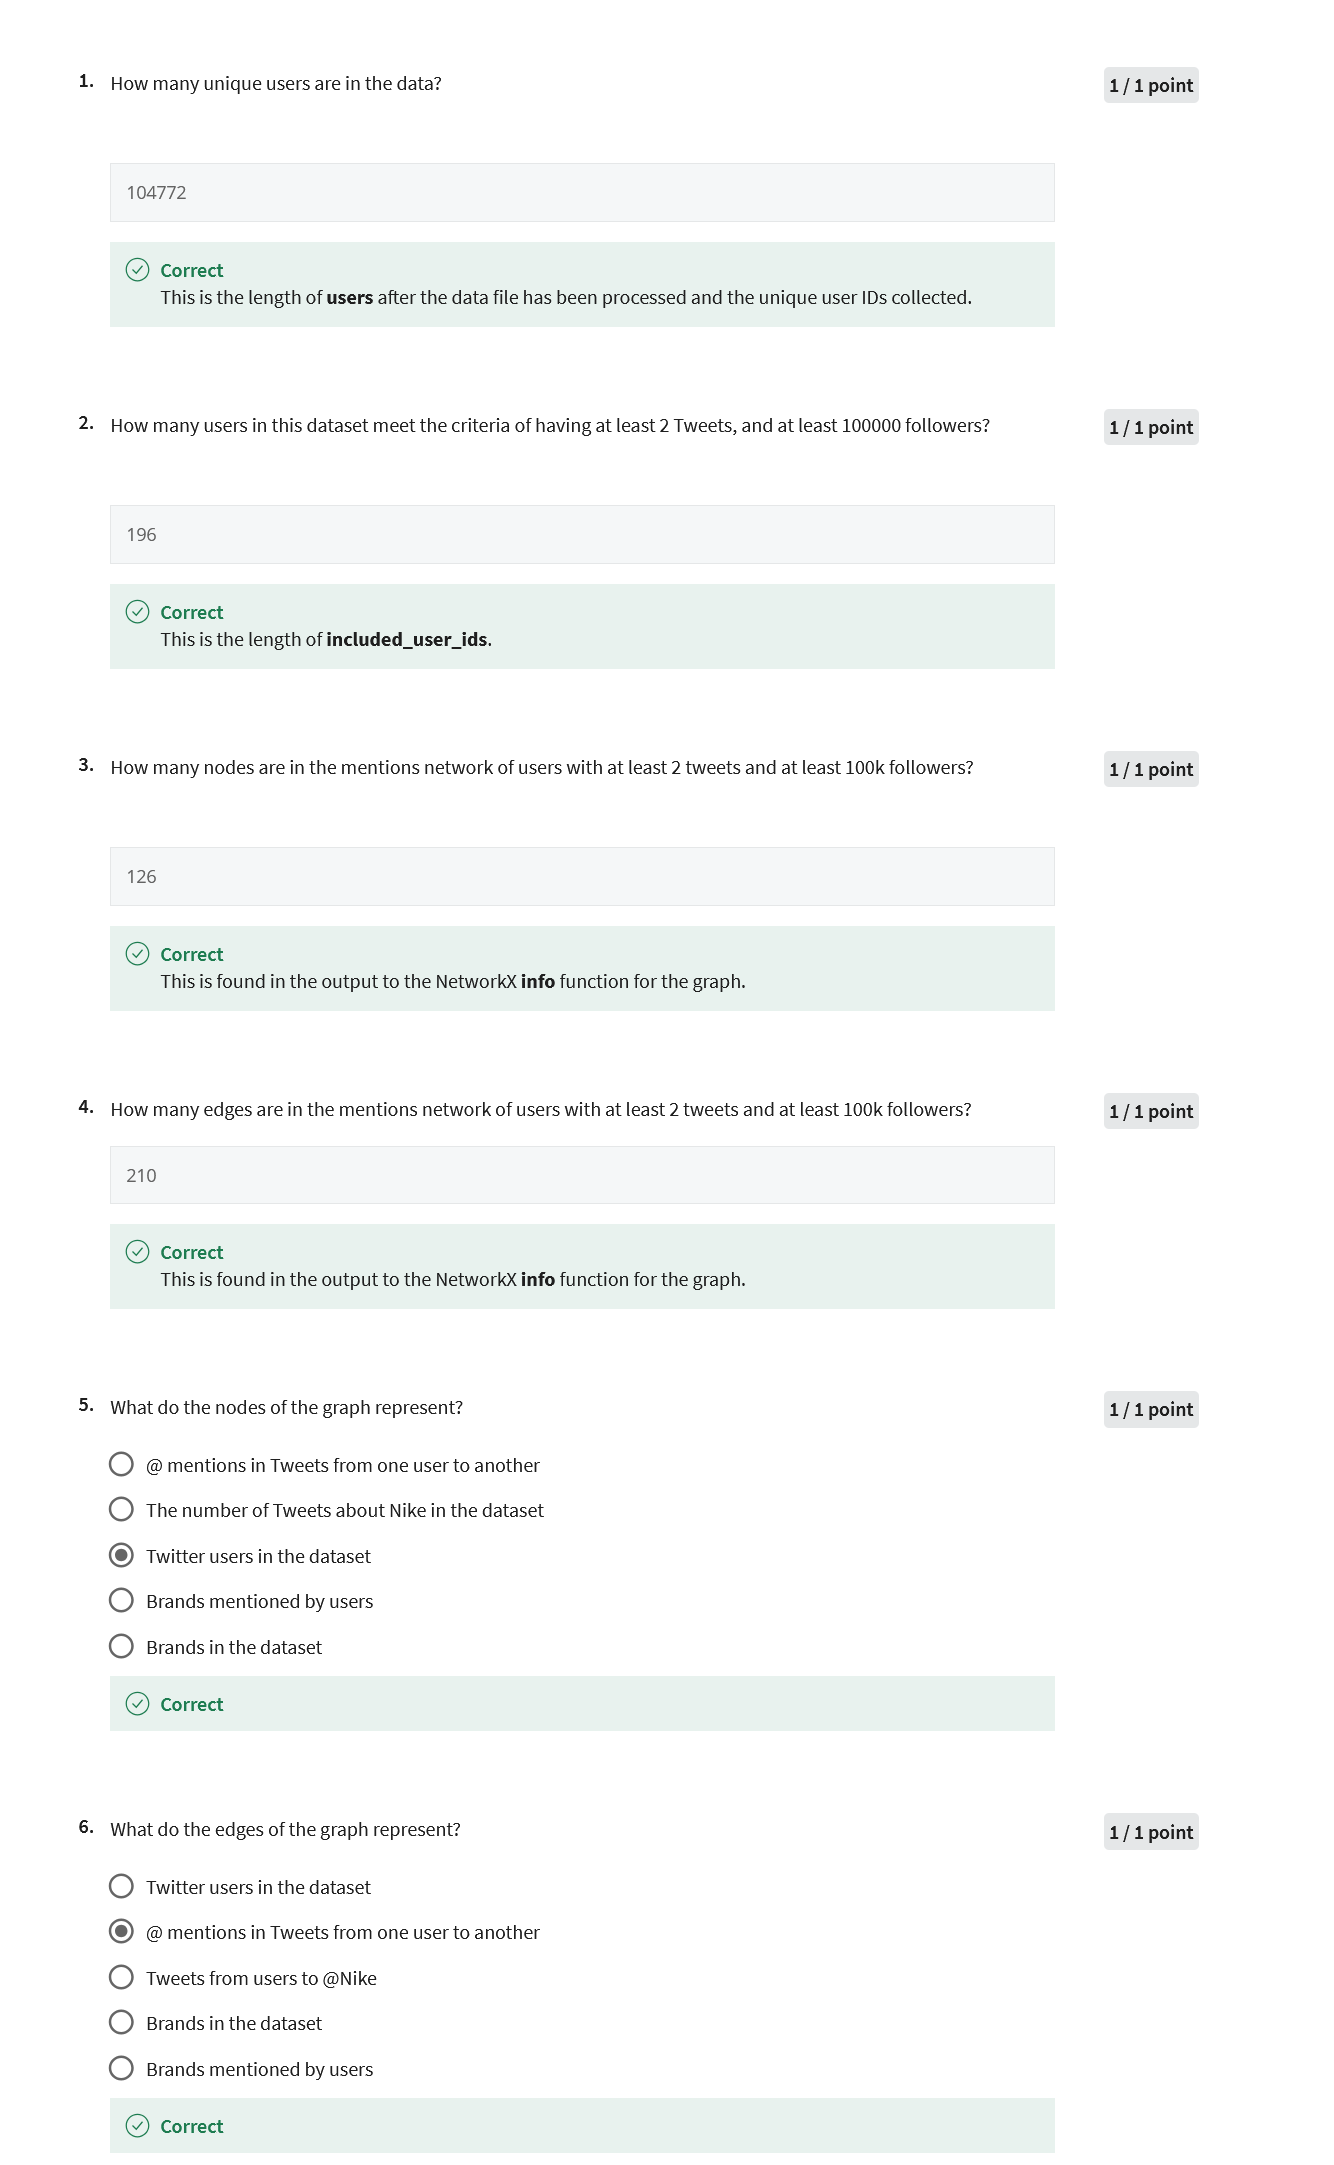 1. How many unique users are in the data?
1 / 1 point
104772
Correct
This is the length of users after the data file has been processed and the unique user IDs collected.
2. How many users in this dataset meet the criteria of having at least 2 Tweets, and at least 100000 followers?
1 / 1 point
196
Correct
This is the length of included_user_ids.
3. How many nodes are in the mentions network of users with at least 2 tweets and at least 100k followers?
1 / 1 point
126
Correct
This is found in the output to the NetworkX info function for the graph.
4. How many edges are in the mentions network of users with at least 2 tweets and at least 100k followers?
1 / 1 point
210
Correct
This is found in the output to the NetworkX info function for the graph.
5. What do the nodes of the graph represent?
1 / 1 point
@ mentions in Tweets from one user to another
The number of Tweets about Nike in the dataset
Twitter users in the dataset
Brands mentioned by users
Brands in the dataset
Correct
6. What do the edges of the graph represent?
1 / 1 point
Twitter users in the dataset
@ mentions in Tweets from one user to another
Tweets from users to @Nike
Brands in the dataset
Brands mentioned by users
Correct